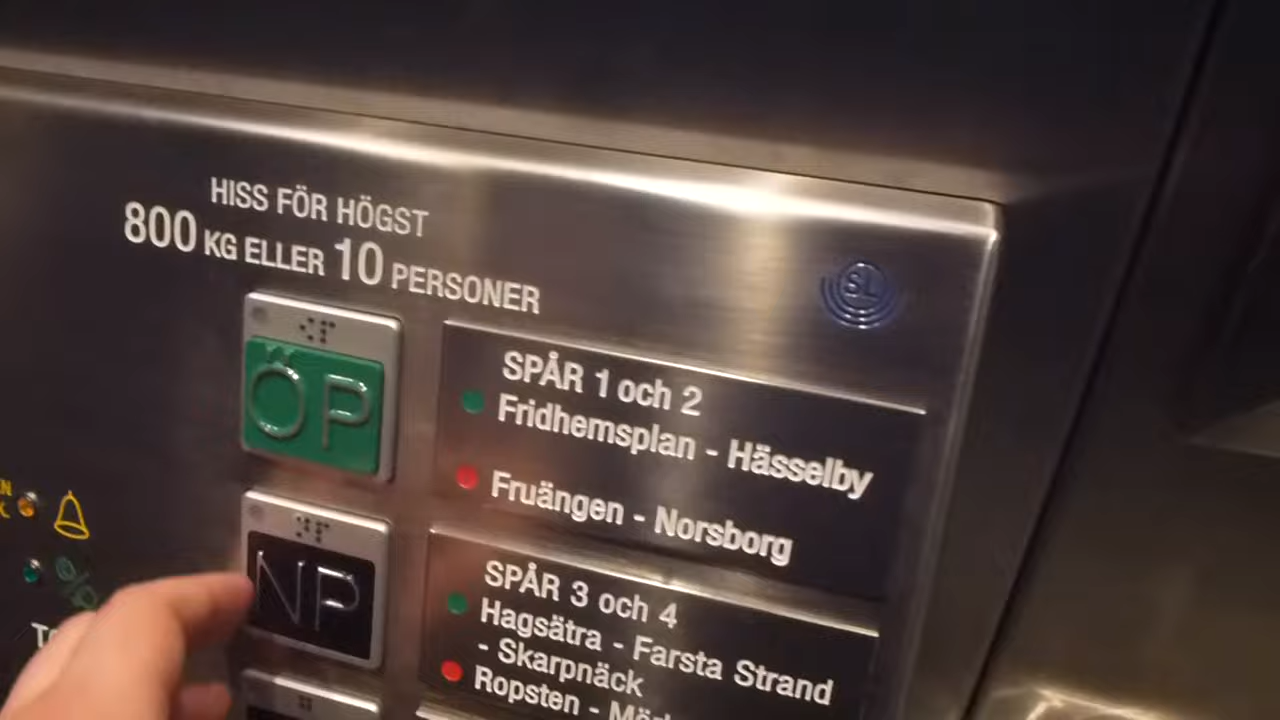 HISS FÖR HÖGST
800 KG ELLER 10 PERSONER
SL
ÖP
SPÅR 1 och 2
Fridhemsplan - Hässelby
Fruängen - Norsborg
NP
SPÅR 3 och 4
Hagsätra - Farsta Strand
- Skarpnäck
Ropsten -